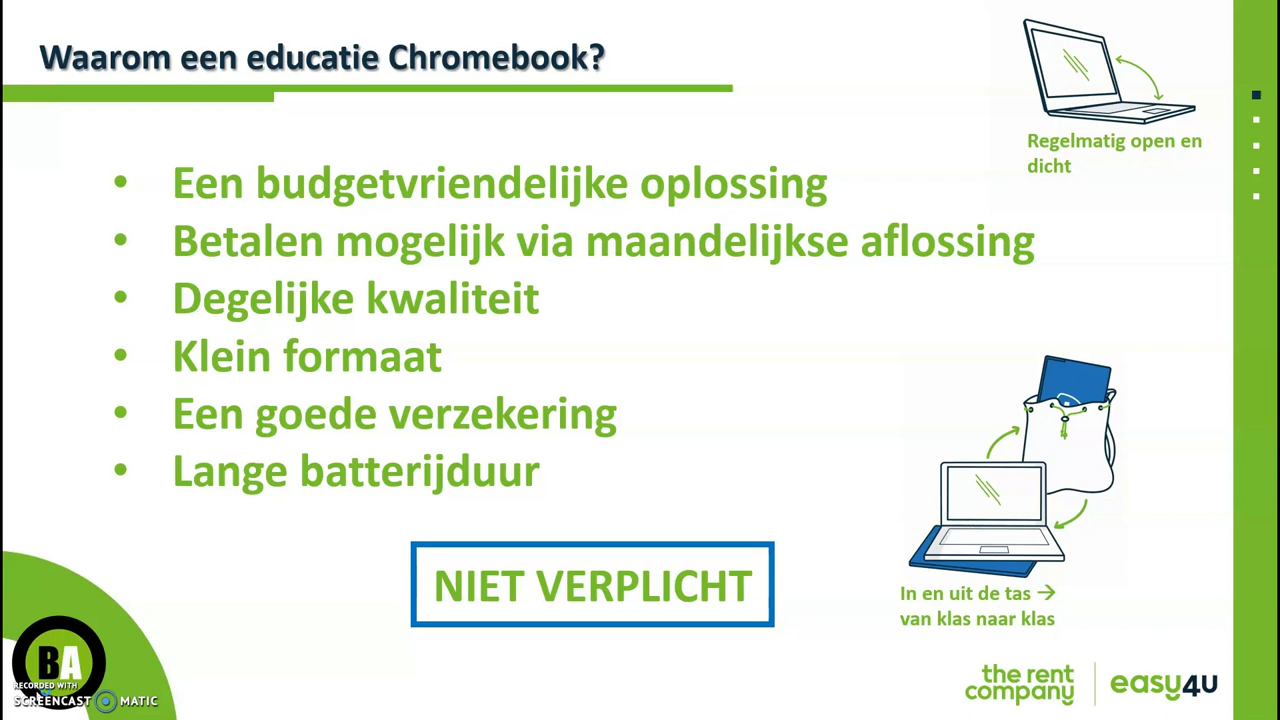 Waarom een educatie Chromebook?
Regelmatig open en
dicht
• Een budgetvriendelijke oplossing
• Betalen mogelijk via maandelijkse aflossing
• Degelijke kwaliteit
• Klein formaat
• Een goede verzekering
• Lange batterijduur
NIET VERPLICHT
In en uit de tas →
van klas naar klas
BA
RECORDED WITH
SCREENCAST MATIC
the rent
company
easy4u